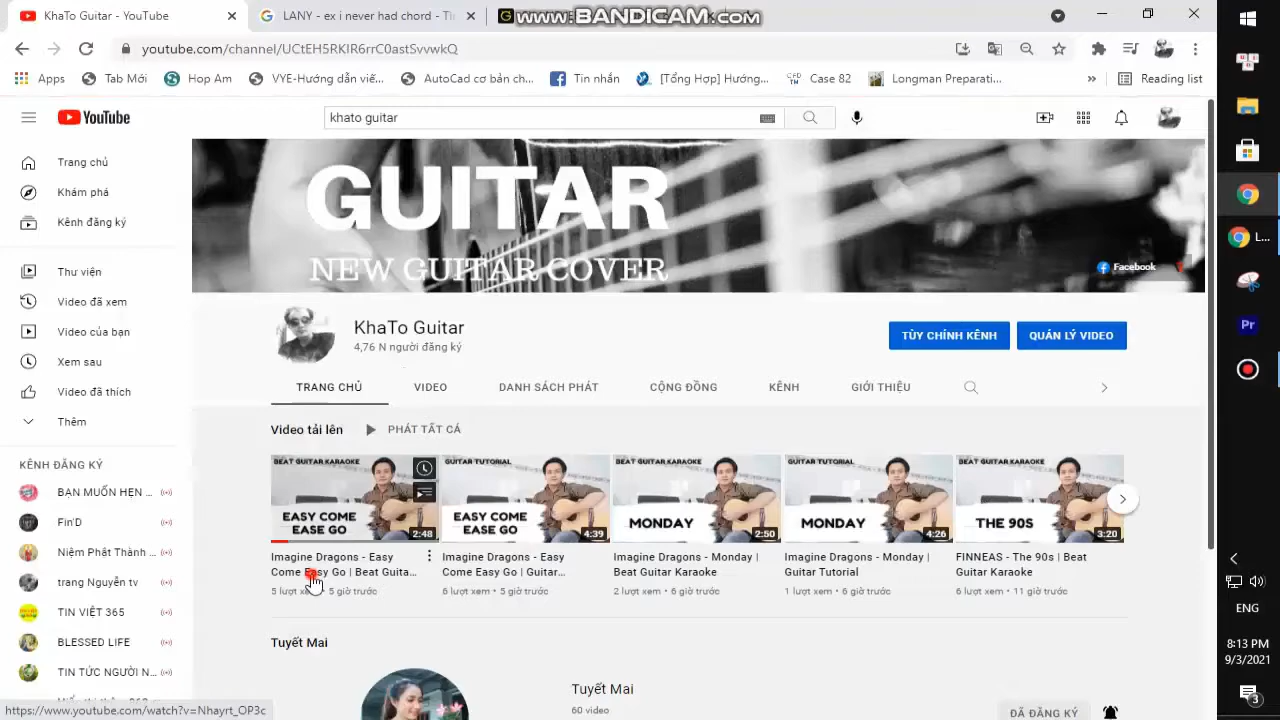 KhaTo Guitar - YouTube
LANY - ex i never had chord - Ti
www.BANDICAM.com
youtube.com/channel/UCtEH5RKlR6rrC0astSvvwkQ
Apps
Tab Mới
Hop Am
VYE-Hướng dẫn viê...
AutoCad cơ bản ch...
Tin nhắn
[Tổng Hợp] Hướng...
Case 82
Longman Preparati...
»
Reading list
YouTube
khato guitar
Trang chủ
Khám phá
Kênh đăng ký
Thư viện
Video đã xem
Video của bạn
Xem sau
Video đã thích
Thêm
KÊNH ĐĂNG KÝ
BẠN MUỐN HẸN ...
Fin'D
Niệm Phật Thành ...
trang Nguyễn tv
TIN VIỆT 365
BLESSED LIFE
TIN TỨC NGƯỜI N...
GUITAR
NEW GUITAR COVER
Facebook
KhaTo Guitar
4,76 N người đăng ký
TÙY CHỈNH KÊNH
QUẢN LÝ VIDEO
TRANG CHỦ
VIDEO
DANH SÁCH PHÁT
CỘNG ĐỒNG
KÊNH
GIỚI THIỆU
Video tải lên
PHÁT TẤT CẢ
BEAT GUITAR KARAOKE
EASY COME
EASE GO
2:48
GUITAR TUTORIAL
EASY COME
EASE GO
4:39
BEAT GUITAR KARAOKE
MONDAY
2:50
GUITAR TUTORIAL
MONDAY
4:26
BEAT GUITAR KARAOKE
THE 90S
3:20
Imagine Dragons - Easy
Come Easy Go | Beat Guita...
5 lượt xem • 5 giờ trước
Imagine Dragons - Easy
Come Easy Go | Guitar...
6 lượt xem • 5 giờ trước
Imagine Dragons - Monday |
Beat Guitar Karaoke
2 lượt xem • 6 giờ trước
Imagine Dragons - Monday |
Guitar Tutorial
1 lượt xem • 6 giờ trước
FINNEAS - The 90s | Beat
Guitar Karaoke
6 lượt xem • 11 giờ trước
Tuyết Mai
Tuyết Mai
60 video
ĐÃ ĐĂNG KÝ
https://www.youtube.com/watch?v=Nhayrt_OP3c
L...
Pr
ENG
8:13 PM
9/3/2021
3